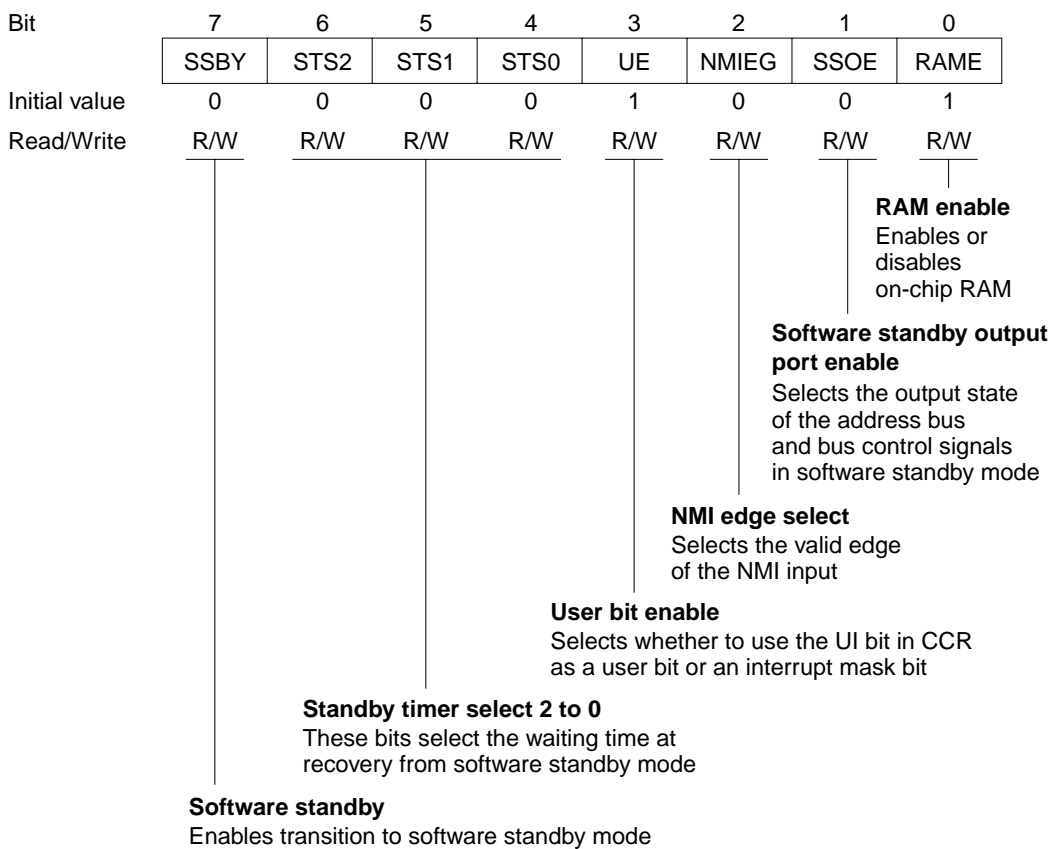 Bit 7 6 5 4 3 2 1 0
SSBY STS2 STS1 STS0 UE NMIEG SSOE RAME
Initial value 0 0 0 0 1 0 0 1
Read/Write R/W R/W R/W R/W R/W R/W R/W R/W
RAM enable
Enables or
disables
on-chip RAM
Software standby output
port enable
Selects the output state
of the address bus
and bus control signals
in software standby mode
NMI edge select
Selects the valid edge
of the NMI input
User bit enable
Selects whether to use the UI bit in CCR
as a user bit or an interrupt mask bit
Standby timer select 2 to 0
These bits select the waiting time at
recovery from software standby mode
Software standby
Enables transition to software standby mode